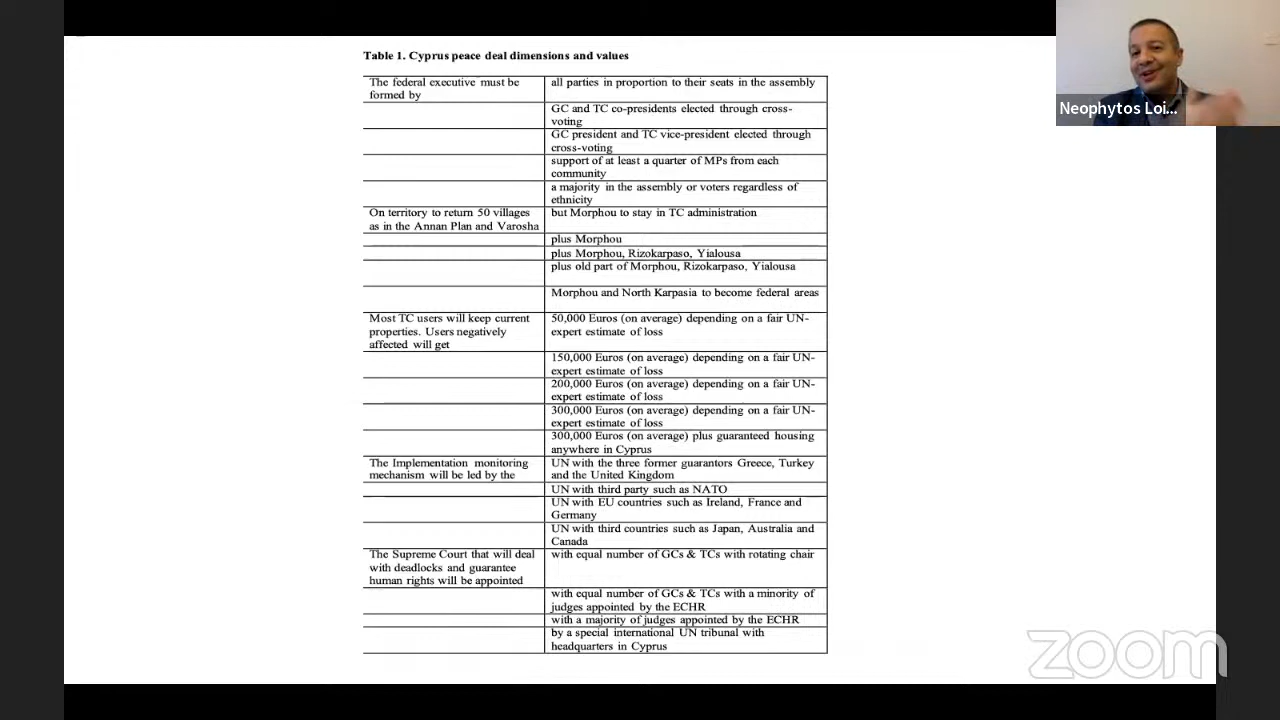 Table 1. Cyprus peace deal dimensions and values
The federal executive must be
formed by
all parties in proportion to their seats in the assembly
GC and TC co-presidents elected through cross-
voting
GC president and TC vice-president elected through
cross-voting
support of at least a quarter of MPs from each
community
a majority in the assembly or voters regardless of
ethnicity
On territory to return 50 villages
as in the Annan Plan and Varosha
but Morphou to stay in TC administration
plus Morphou
plus Morphou, Rizokarpaso, Yialousa
plus old part of Morphou, Rizokarpaso, Yialousa
Morphou and North Karpasia to become federal areas
Most TC users will keep current
properties. Users negatively
affected will get
50,000 Euros (on average) depending on a fair UN-
expert estimate of loss
150,000 Euros (on average) depending on a fair UN-
expert estimate of loss
200,000 Euros (on average) depending on a fair UN-
expert estimate of loss
300,000 Euros (on average) depending on a fair UN-
expert estimate of loss
300,000 Euros (on average) plus guaranteed housing
anywhere in Cyprus
The Implementation monitoring
mechanism will be led by the
UN with the three former guarantors Greece, Turkey
and the United Kingdom
UN with third party such as NATO
UN with EU countries such as Ireland, France and
Germany
UN with third countries such as Japan, Australia and
Canada
The Supreme Court that will deal
with deadlocks and guarantee
human rights will be appointed
with equal number of GCs & TCs with rotating chair
with equal number of GCs & TCs with a minority of
judges appointed by the ECHR
with a majority of judges appointed by the ECHR
by a special international UN tribunal with
headquarters in Cyprus
Neophytos Loi...
zoom